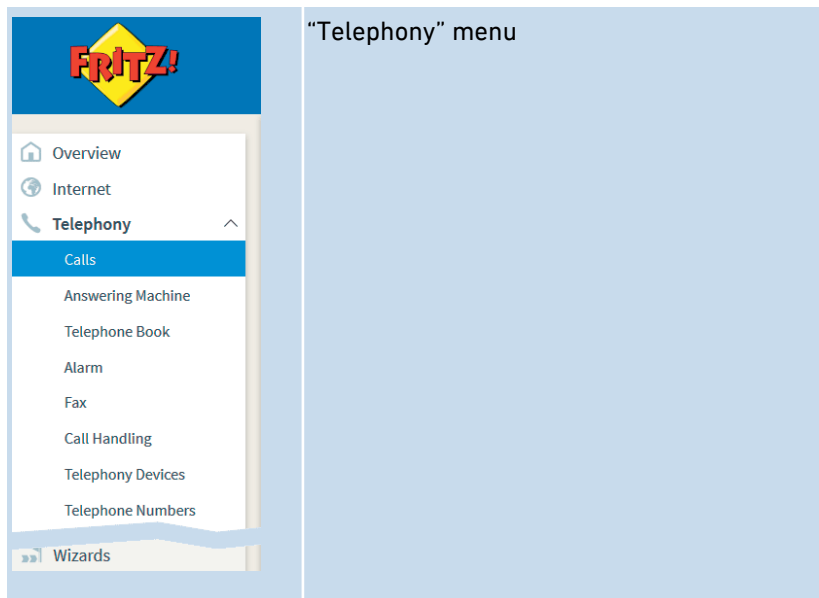 FRITZ!
“Telephony” menu
Overview
Internet
Telephony
Calls
Answering Machine
Telephone Book
Alarm
Fax
Call Handling
Telephony Devices
Telephone Numbers
Wizards